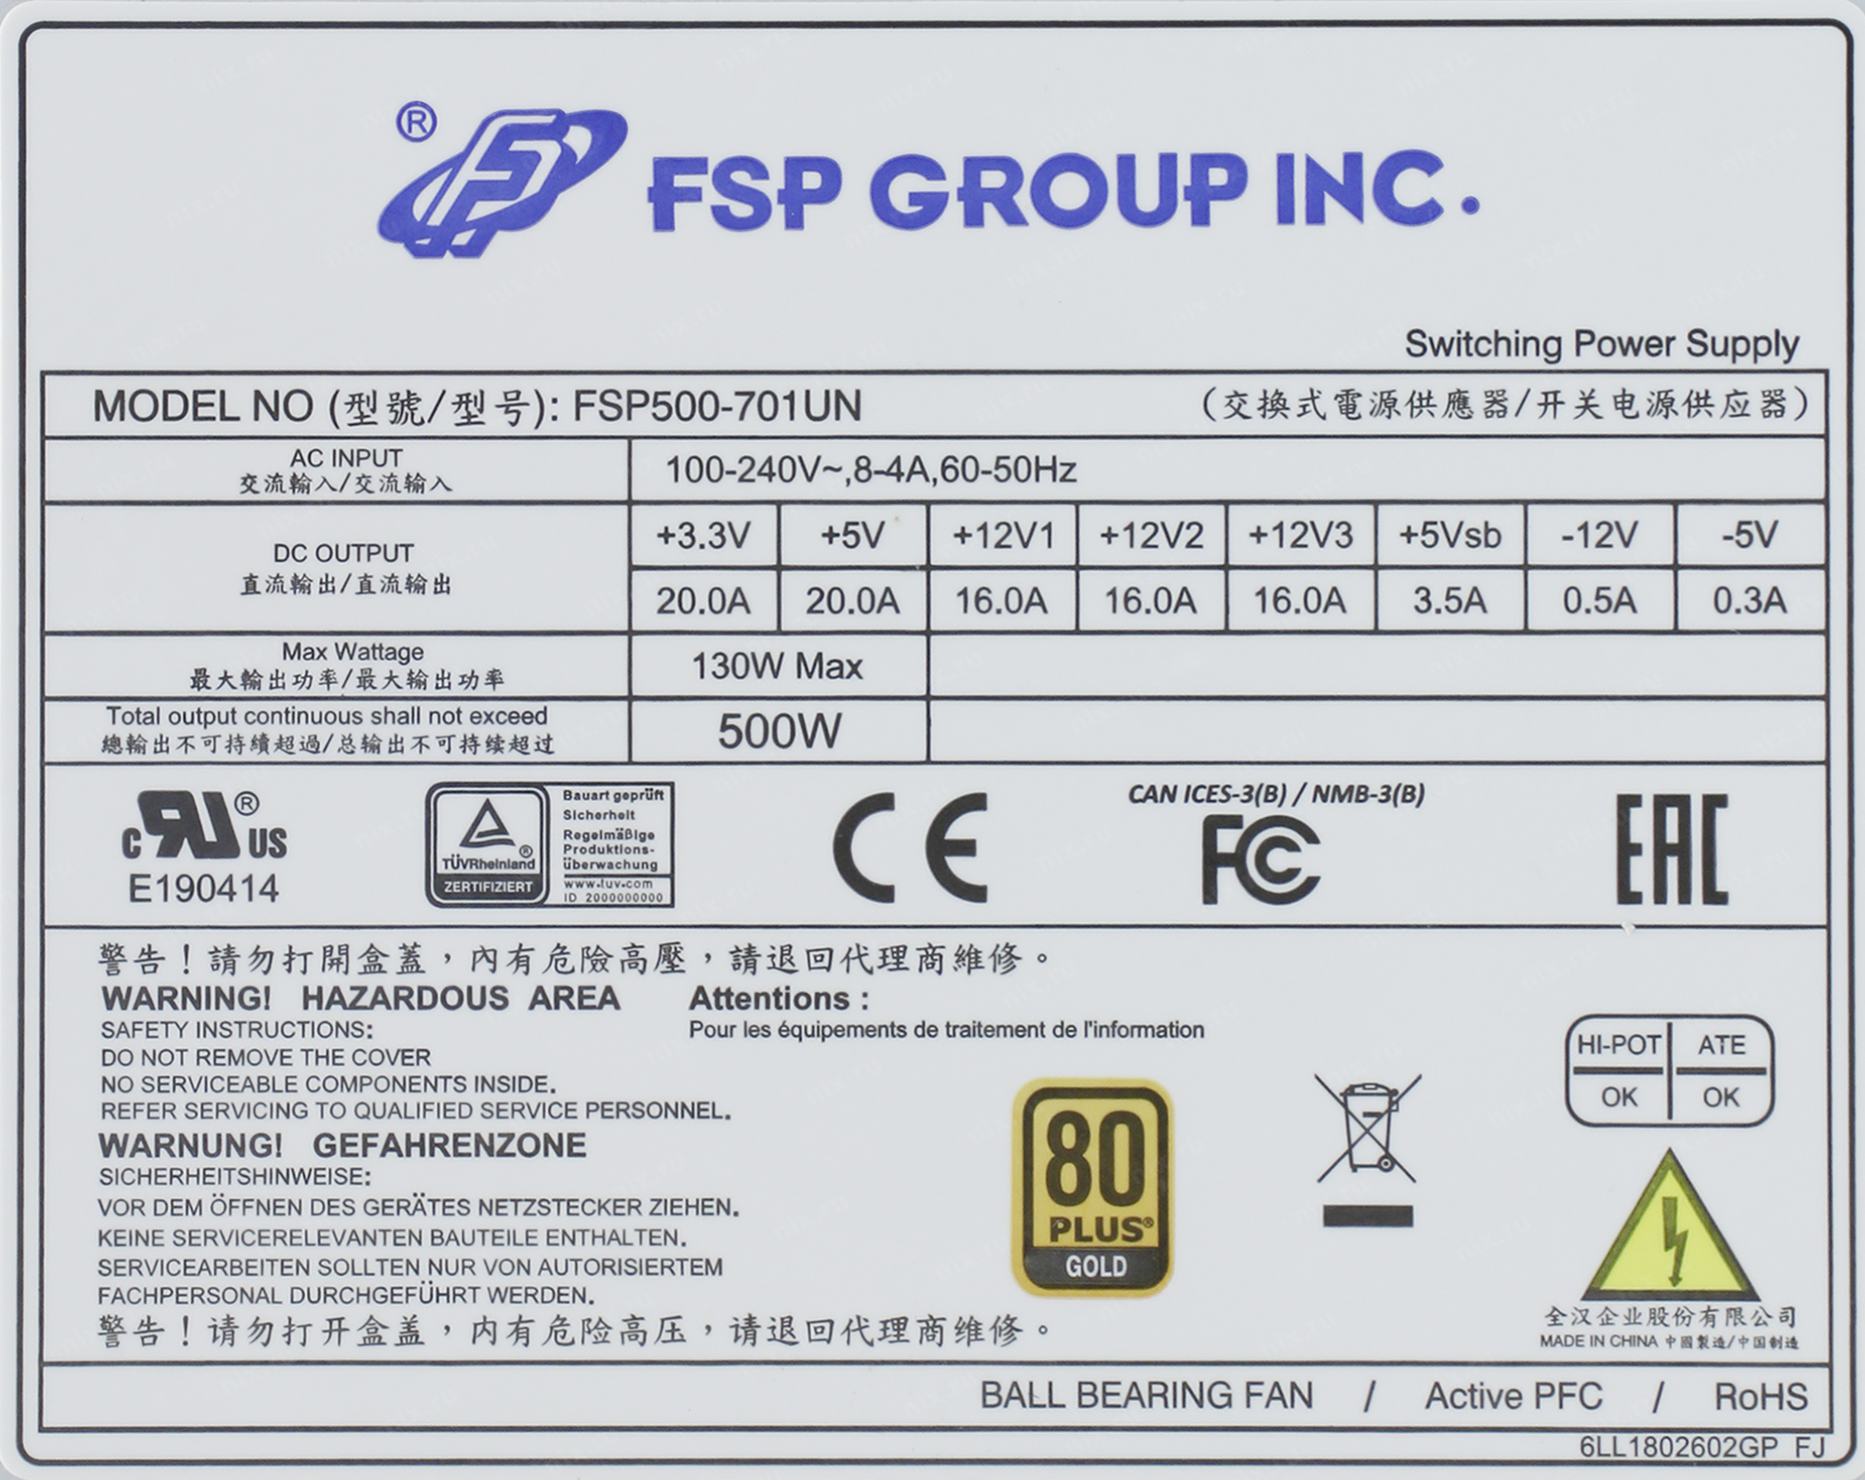 ®
FSP GROUP INC.
Switching Power Supply
MODEL NO (型號/型号): FSP500-701UN
(交換式電源供應器/开关电源供应器)
AC INPUT
交流輸入/交流输入
100-240V~,8-4A,60-50Hz
DC OUTPUT
直流輸出/直流输出
+3.3V +5V +12V1 +12V2 +12V3 +5Vsb -12V -5V
20.0A 20.0A 16.0A 16.0A 16.0A 3.5A 0.5A 0.3A
Max Wattage
最大輸出功率/最大输出功率
130W Max
Total output continuous shall not exceed
總輸出不可持續超過/总输出不可持续超过
500W
c RU ® US
E190414
TÜVRheinland ®
ZERTIFIZIERT
Bauart geprüft
Sicherheit
Regelmäßige
Produktions-
überwachung
www.tuv.com
ID 2000000000
CE
CAN ICES-3(B) / NMB-3(B)
FC
EAC
警告！請勿打開盒蓋，內有危險高壓，請退回代理商維修。
WARNING! HAZARDOUS AREA
SAFETY INSTRUCTIONS:
DO NOT REMOVE THE COVER
NO SERVICEABLE COMPONENTS INSIDE.
REFER SERVICING TO QUALIFIED SERVICE PERSONNEL.
Attentions :
Pour les équipements de traitement de l'information
WARNUNG! GEFAHRENZONE
SICHERHEITSHINWEISE:
VOR DEM ÖFFNEN DES GERÄTES NETZSTECKER ZIEHEN.
KEINE SERVICERELEVANTEN BAUTEILE ENTHALTEN.
SERVICEARBEITEN SOLLTEN NUR VON AUTORISIERTEM
FACHPERSONAL DURCHGEFÜHRT WERDEN.
警告！请勿打开盒盖，内有危险高压，请退回代理商维修。
80
PLUS®
GOLD
HI-POT ATE
OK OK
全汉企业股份有限公司
MADE IN CHINA 中國製造/中国制造
BALL BEARING FAN / Active PFC / RoHS
6LL1802602GP FJ